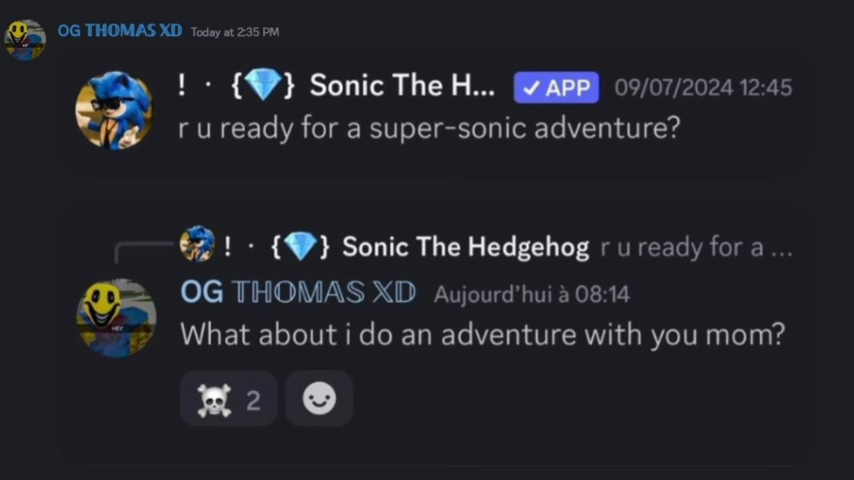 OG THOMAS XD Today at 2:35 PM
! · {💎} Sonic The H... ✓ APP 09/07/2024 12:45
r u ready for a super-sonic adventure?
! · {💎} Sonic The Hedgehog r u ready for a ...
OG THOMAS XD Aujourd'hui à 08:14
HEY
What about i do an adventure with you mom?
2